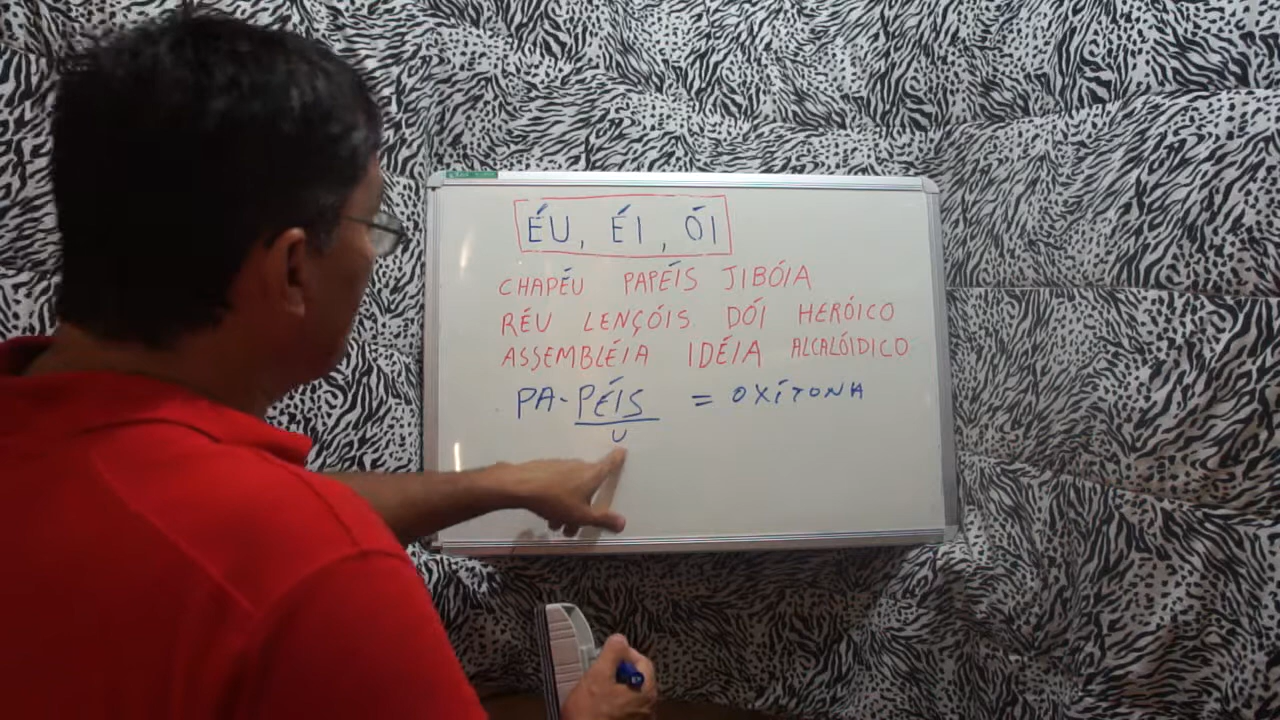 ÉU, ÉI, ÓI
CHAPÉU PAPÉIS JIBÓIA
RÉU LENÇÓIS DÓI HERÓICO
ASSEMBLÉIA IDÉIA ALCALÓIDICO
PA-PÉIS = OXÍTONA
U